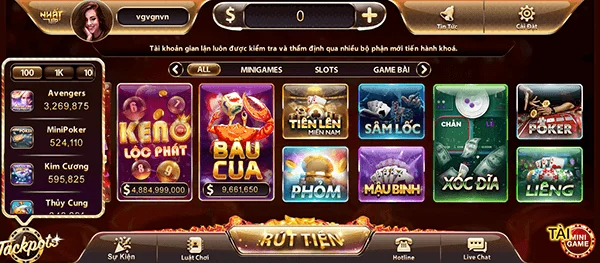 NHẤT
vgvgnvn
$ 0 +
Tin Tức
Cài Đặt
Tài khoản gian lận luôn được kiểm tra và thẩm định qua nhiều bộ phận mới tiến hành khoá.
100 1K 10
Avengers
3,269,875
MiniPoker
524,110
Kim Cương
595,825
Thủy Cung
Jackpots
ALL MINIGAMES SLOTS GAME BÀI
KENO
LỘC PHÁT
$ 4,884,999,000
BẦU
CUA
$ 9,661,650
TIẾN LÊN
MIỀN NAM
PHỎM
SÂM LỐC
MẬU BINH
CHẴN
XÓC ĐĨA
POKER
LIÊNG
Sự Kiện
Luật Chơi
RÚT TIỀN
Hotline
Live Chat
TÀI
MINI
GAME